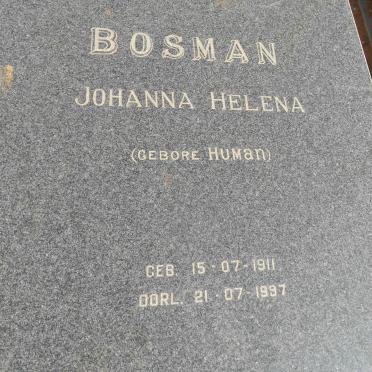 BOSMAN
JOHANNA HELENA
(GEBORE HUMAN)
GEB. 15-07-1911
OORL. 21-07-1997